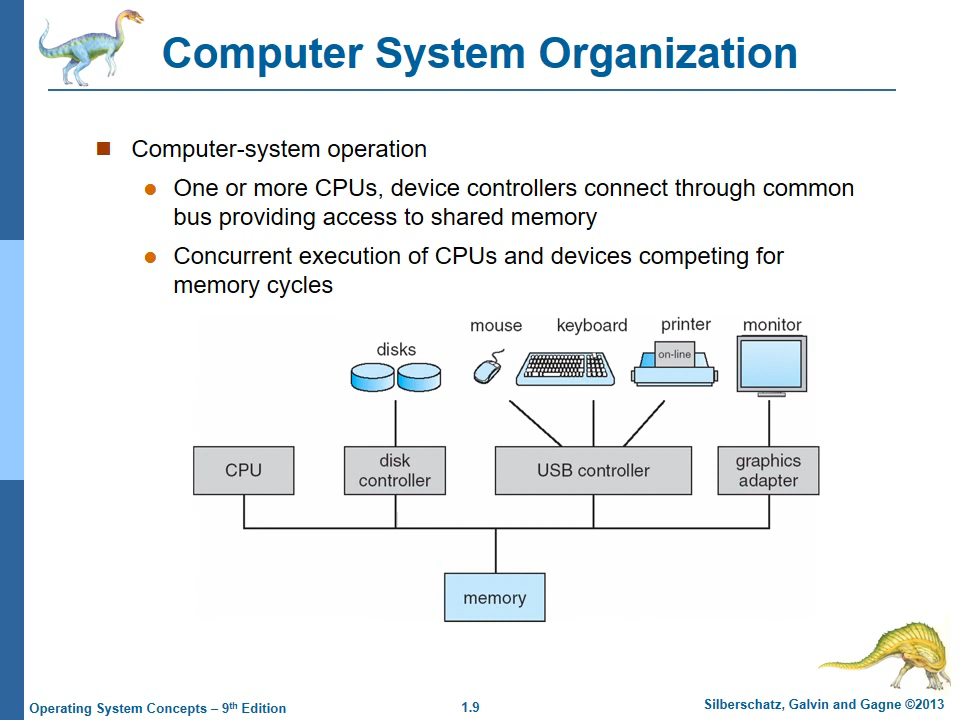 Computer System Organization
Computer-system operation
One or more CPUs, device controllers connect through common
bus providing access to shared memory
Concurrent execution of CPUs and devices competing for
memory cycles
mouse
keyboard
printer
monitor
disks
on-line
CPU
disk
controller
USB controller
graphics
adapter
memory
Operating System Concepts – 9th Edition
1.9
Silberschatz, Galvin and Gagne ©2013